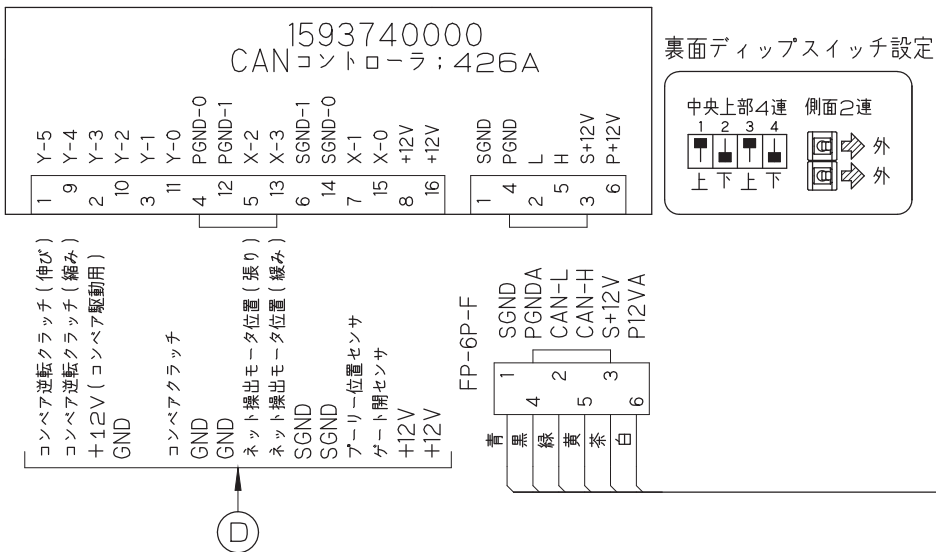 1593740000
CANコントローラ；426A
Y-5
Y-4
Y-3
Y-2
Y-1
Y-0
PGND-0
PGND-1
X-2
X-3
SGND-1
SGND-0
X-1
X-0
+12V
+12V
1
9
2
10
3
11
4
12
5
13
6
14
7
15
8
16
SGND
PGND
L
H
S+12V
P+12V
1
4
2
5
3
6
裏面ディップスイッチ設定
中央上部4連
側面2連
1 2 3 4
上 下 上 下
外
外
コンベア逆転クラッチ(伸び)
コンベア逆転クラッチ(縮み)
+12V(コンベア駆動用)
GND
コンベアクラッチ
GND
GND
ネット操出モータ位置(張り)
ネット操出モータ位置(緩み)
SGND
SGND
プーリー位置センサ
ゲート開センサ
+12V
+12V
D
FP-6P-F
SGND
PGNDA
CAN-L
CAN-H
S+12V
P12VA
1
4
2
5
3
6
青
黒
緑
黄
茶
白